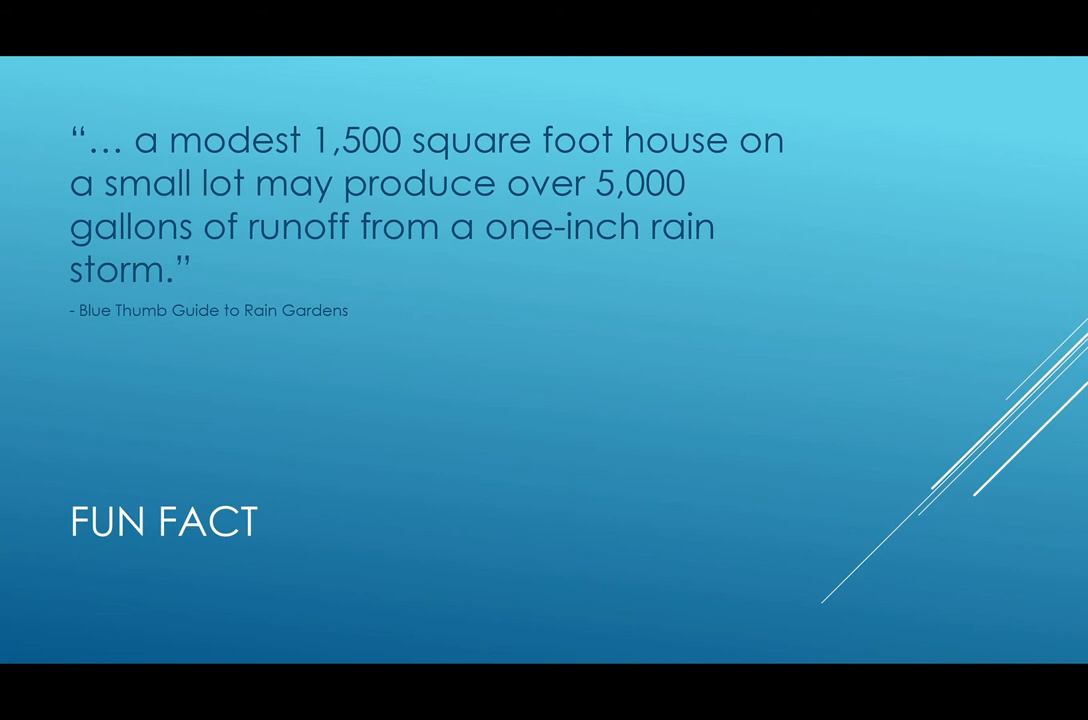 “… a modest 1,500 square foot house on
a small lot may produce over 5,000
gallons of runoff from a one-inch rain
storm.”
- Blue Thumb Guide to Rain Gardens
FUN FACT